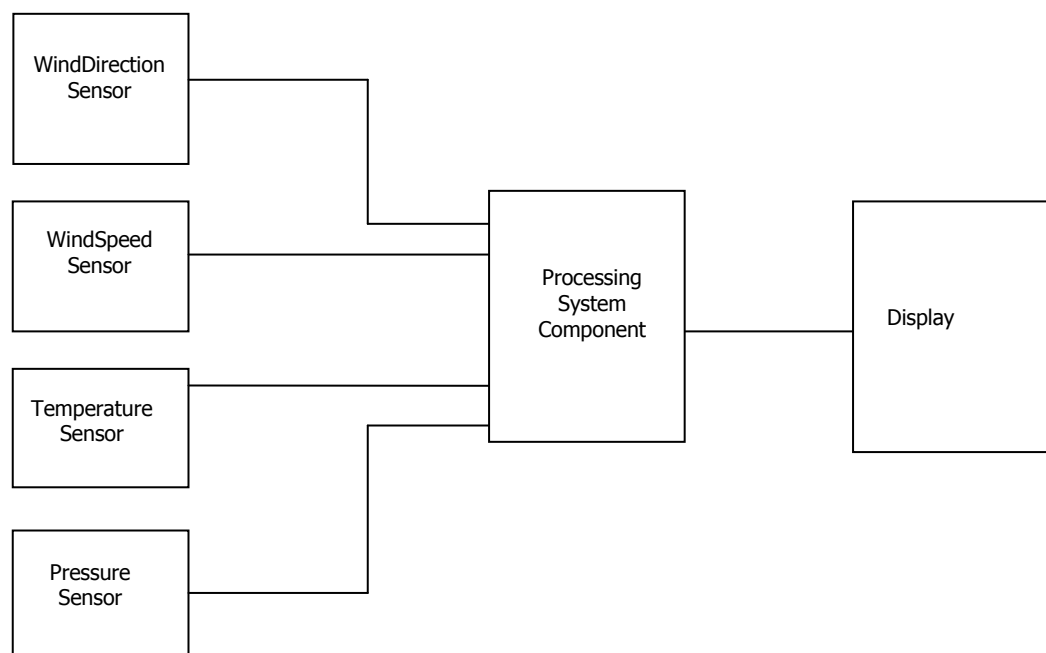 WindDirection
Sensor
WindSpeed
Sensor
Temperature
Sensor
Pressure
Sensor
Processing
System
Component
Display